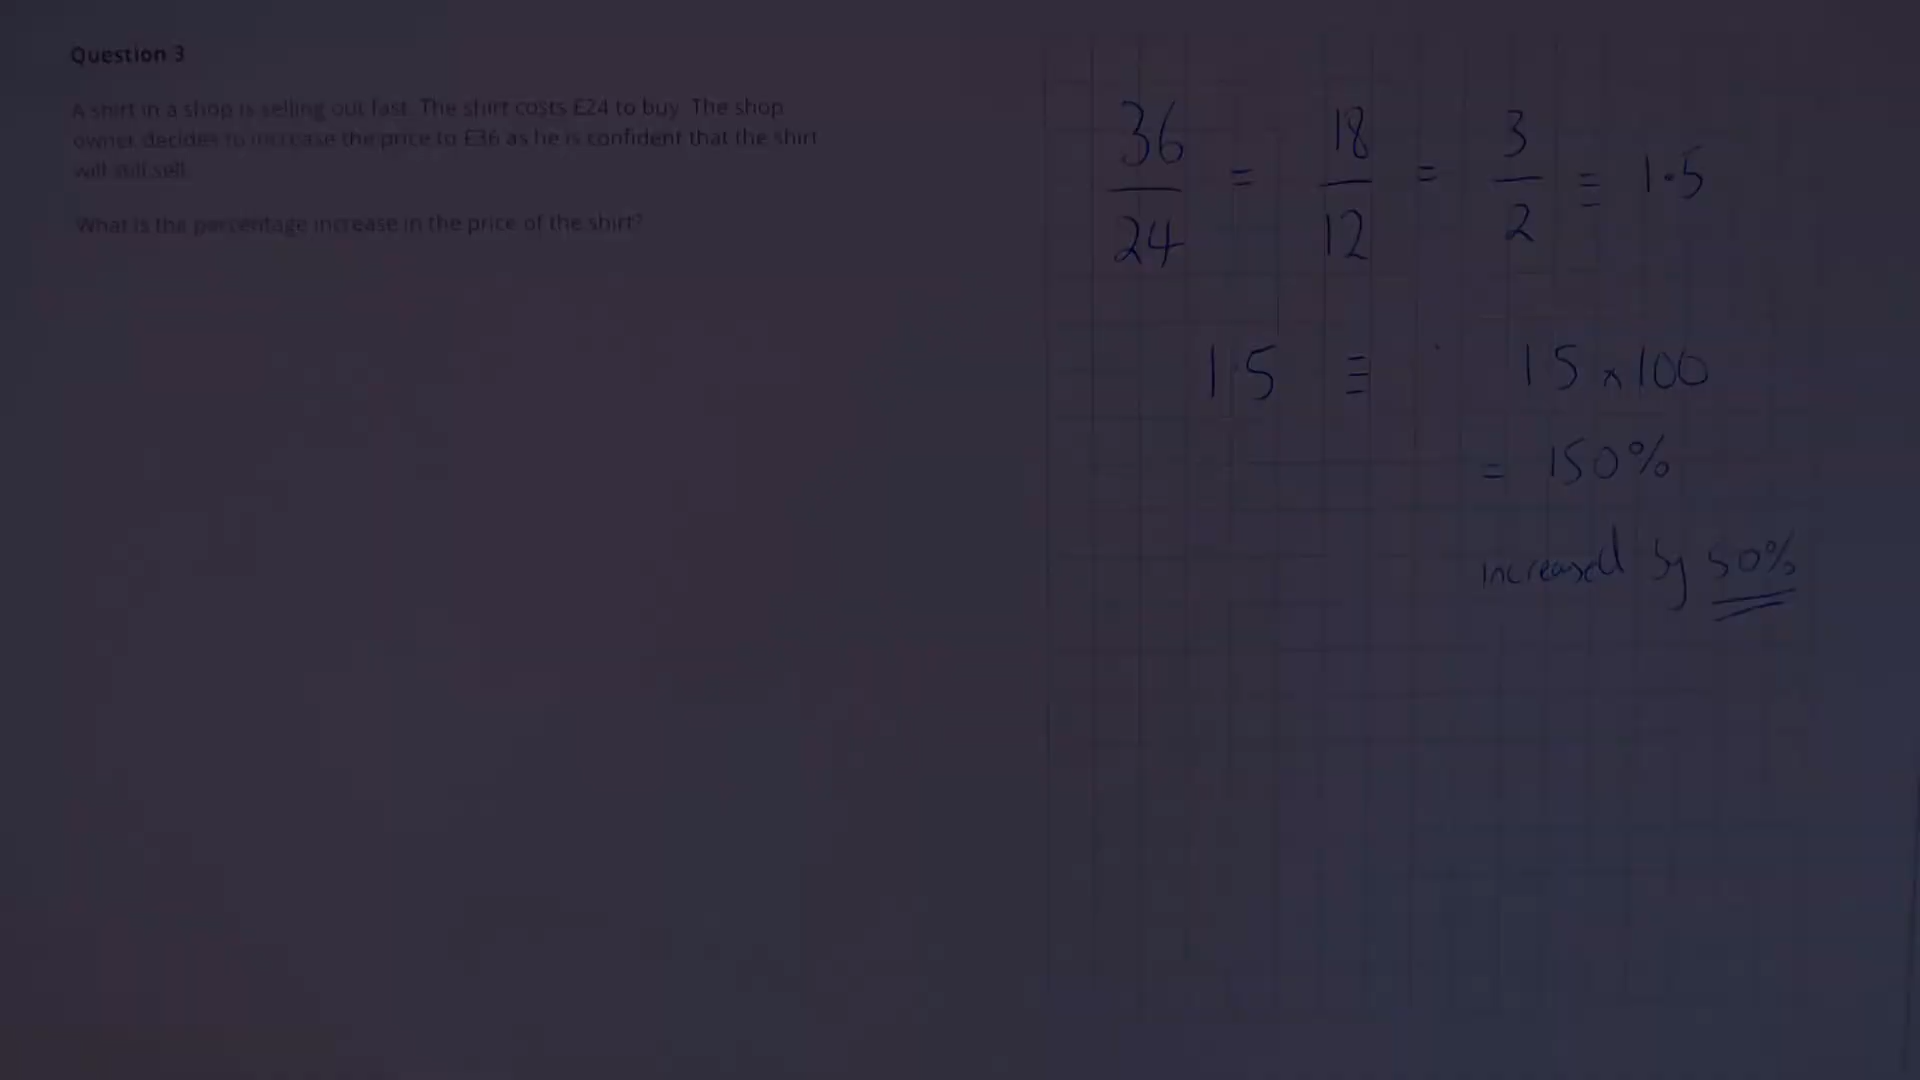 Question 3
A shirt in a shop is selling out fast. The shirt costs £24 to buy. The shop
owner decides to increase the price to £36 as he is confident that the shirt
will still sell.
What is the percentage increase in the price of the shirt?
36/24 = 18/12 = 3/2 = 1.5
1.5 ≡ 1.5 × 100
= 150%
increased by 50%